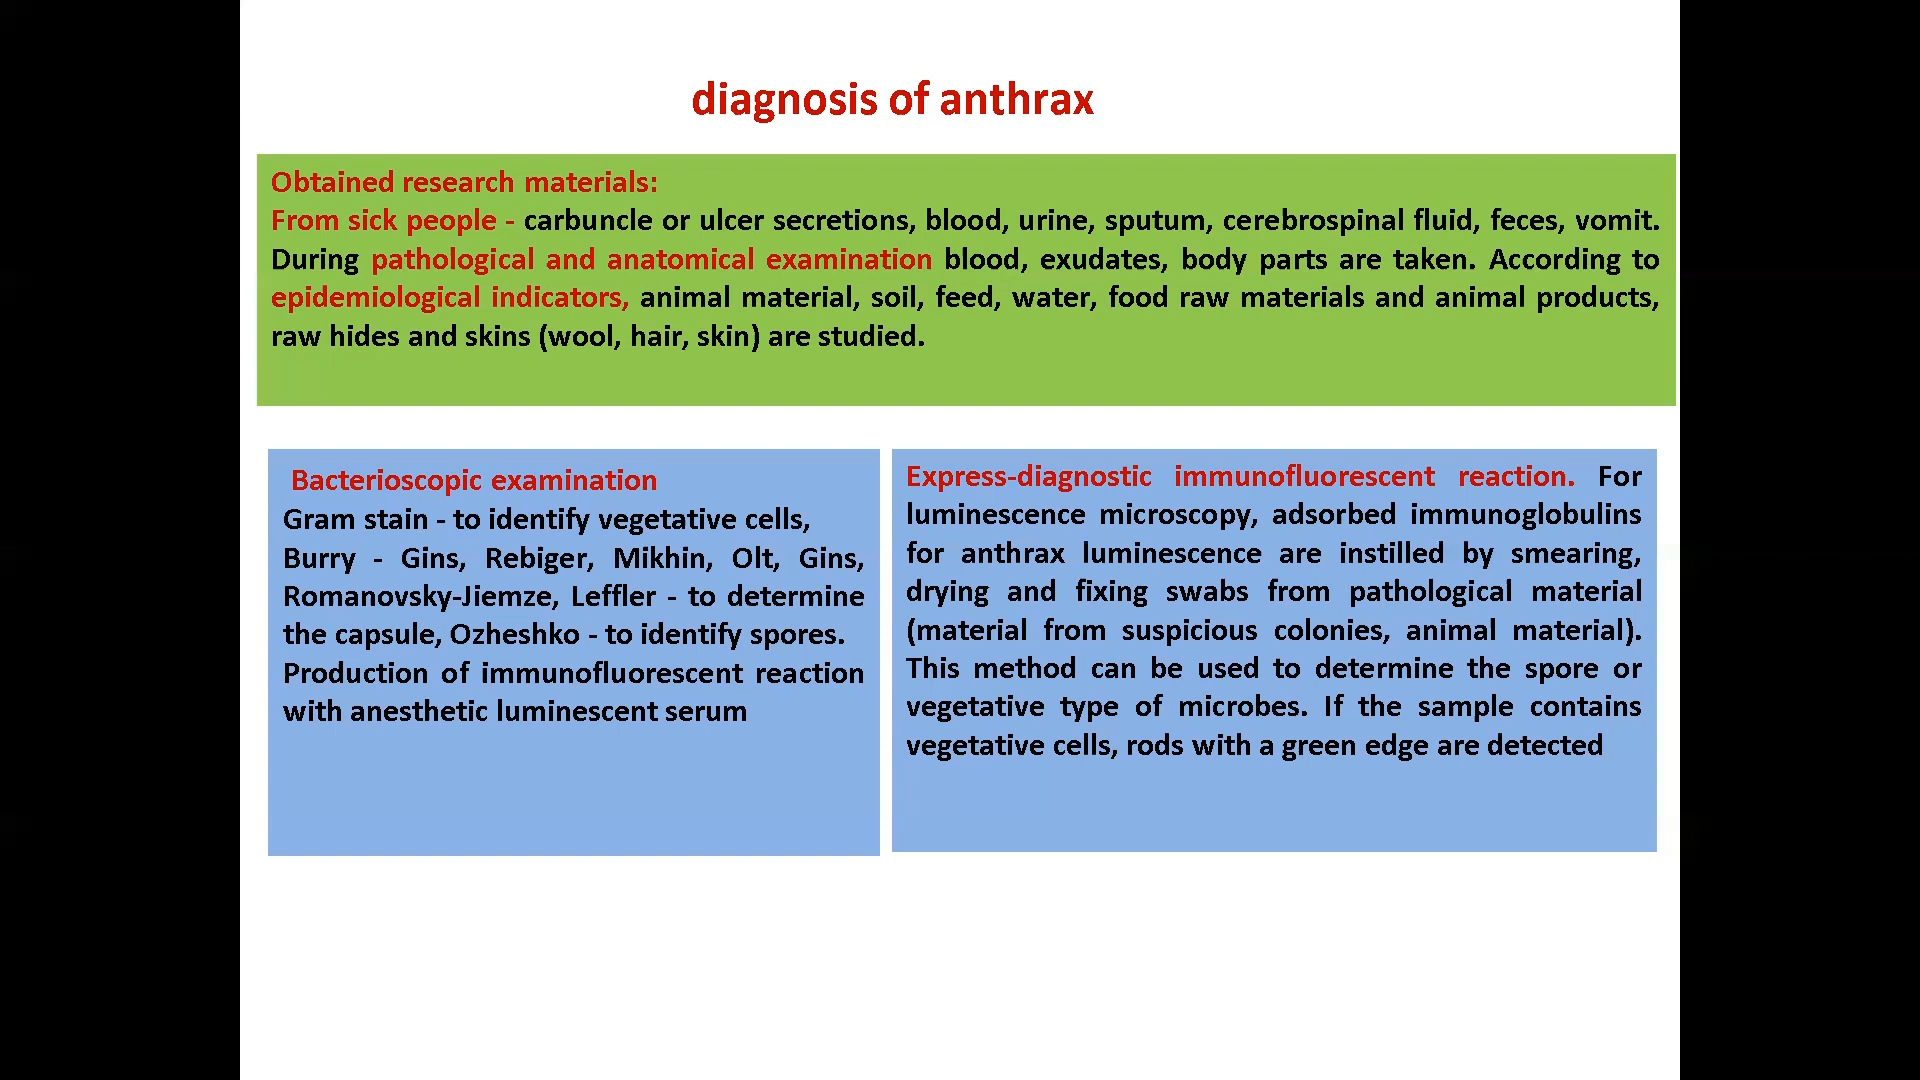 diagnosis of anthrax
Obtained research materials:
From sick people - carbuncle or ulcer secretions, blood, urine, sputum, cerebrospinal fluid, feces, vomit.
During pathological and anatomical examination blood, exudates, body parts are taken. According to
epidemiological indicators, animal material, soil, feed, water, food raw materials and animal products,
raw hides and skins (wool, hair, skin) are studied.
Bacterioscopic examination
Gram stain - to identify vegetative cells,
Burry - Gins, Rebiger, Mikhin, Olt, Gins,
Romanovsky-Jiemze, Leffler - to determine
the capsule, Ozheshko - to identify spores.
Production of immunofluorescent reaction
with anesthetic luminescent serum
Express-diagnostic immunofluorescent reaction. For
luminescence microscopy, adsorbed immunoglobulins
for anthrax luminescence are instilled by smearing,
drying and fixing swabs from pathological material
(material from suspicious colonies, animal material).
This method can be used to determine the spore or
vegetative type of microbes. If the sample contains
vegetative cells, rods with a green edge are detected